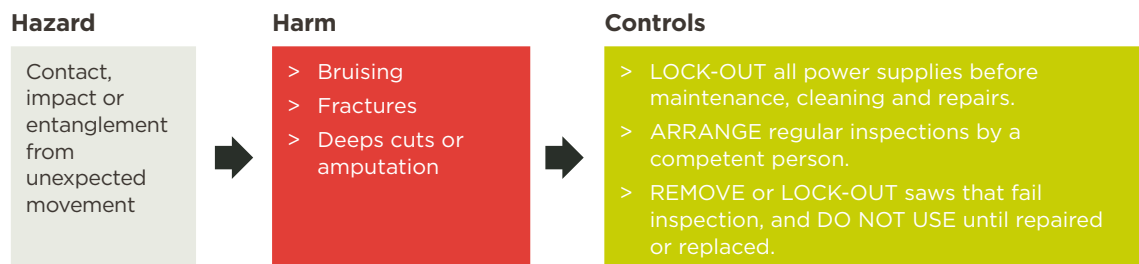 Hazard
Harm
Controls
Contact,
impact or
entanglement
from
unexpected
movement
> Bruising
> Fractures
> Deeps cuts or
amputation
> LOCK-OUT all power supplies before
maintenance, cleaning and repairs.
> ARRANGE regular inspections by a
competent person.
> REMOVE or LOCK-OUT saws that fail
inspection, and DO NOT USE until repaired
or replaced.